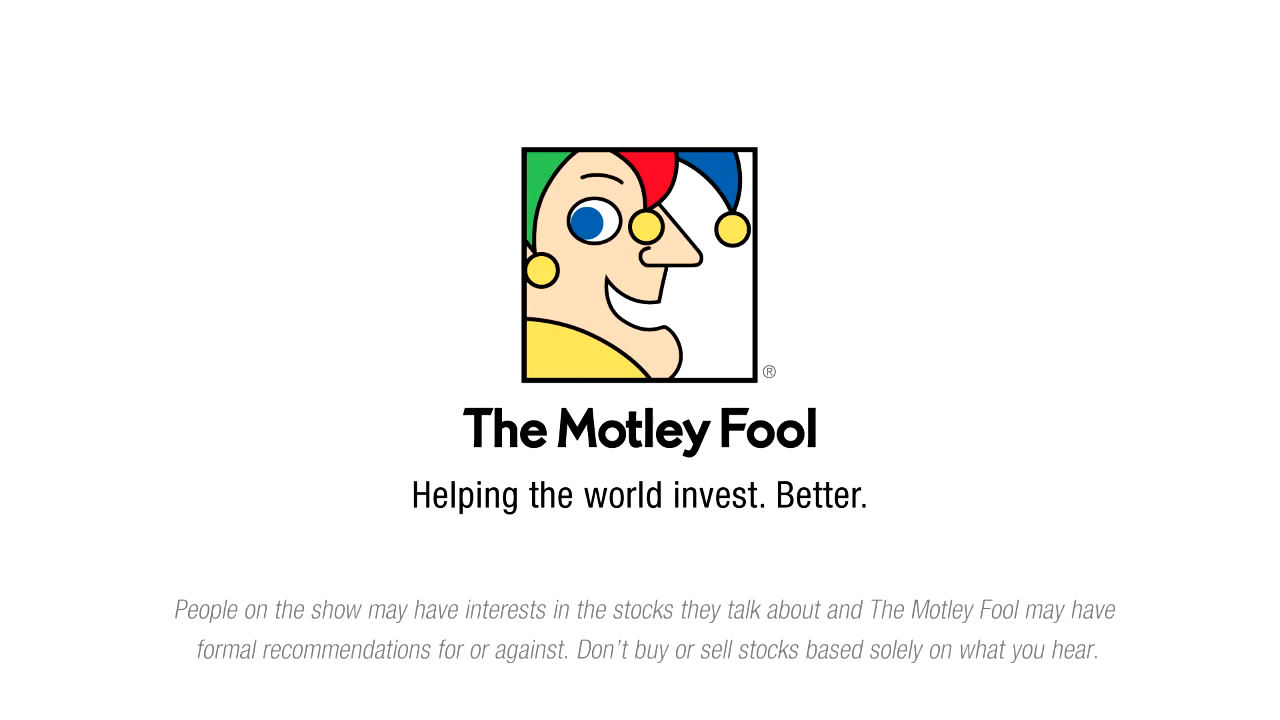 ®
The Motley Fool
Helping the world invest. Better.
People on the show may have interests in the stocks they talk about and The Motley Fool may have
formal recommendations for or against. Don't buy or sell stocks based solely on what you hear.